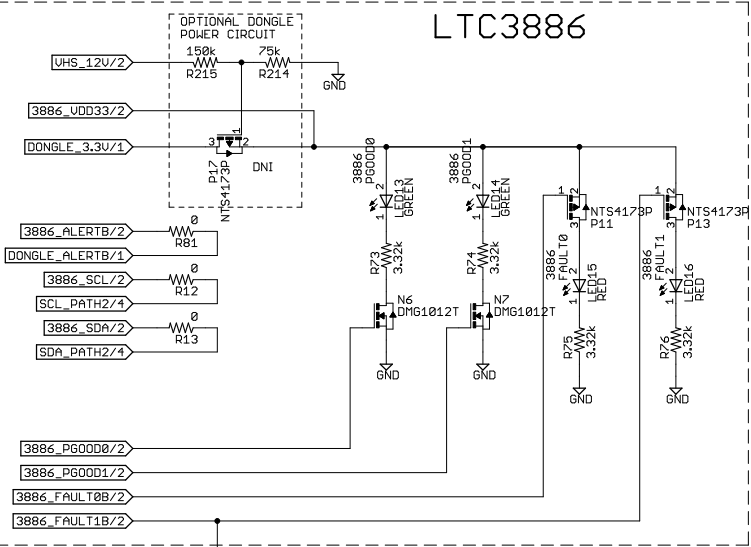 LTC3886
OPTIONAL DONGLE
POWER CIRCUIT
150k
75k
VHS_12V/2
R215
R214
GND
3886_VDD33/2
1
DONGLE_3.3V/1
3
2
P17
NTS4173P
DNI
3886
PGOOD0
2
1
LED13
GREEN
3886
PGOOD1
2
1
LED14
GREEN
1
2
3
NTS4173P
P11
1
2
3
NTS4173P
P13
3886_ALERTB/2
0
R81
DONGLE_ALERTB/1
3886_SCL/2
0
R12
SCL_PATH2/4
3886_SDA/2
0
R13
SDA_PATH2/4
R73
3.32k
R74
3.32k
3886
FAULT0
2
1
LED15
RED
3886
FAULT1
2
1
LED16
RED
N6
DMG1012T
N7
DMG1012T
R75
3.32k
R76
3.32k
GND
GND
GND
GND
3886_PGOOD0/2
3886_PGOOD1/2
3886_FAULT0B/2
3886_FAULT1B/2